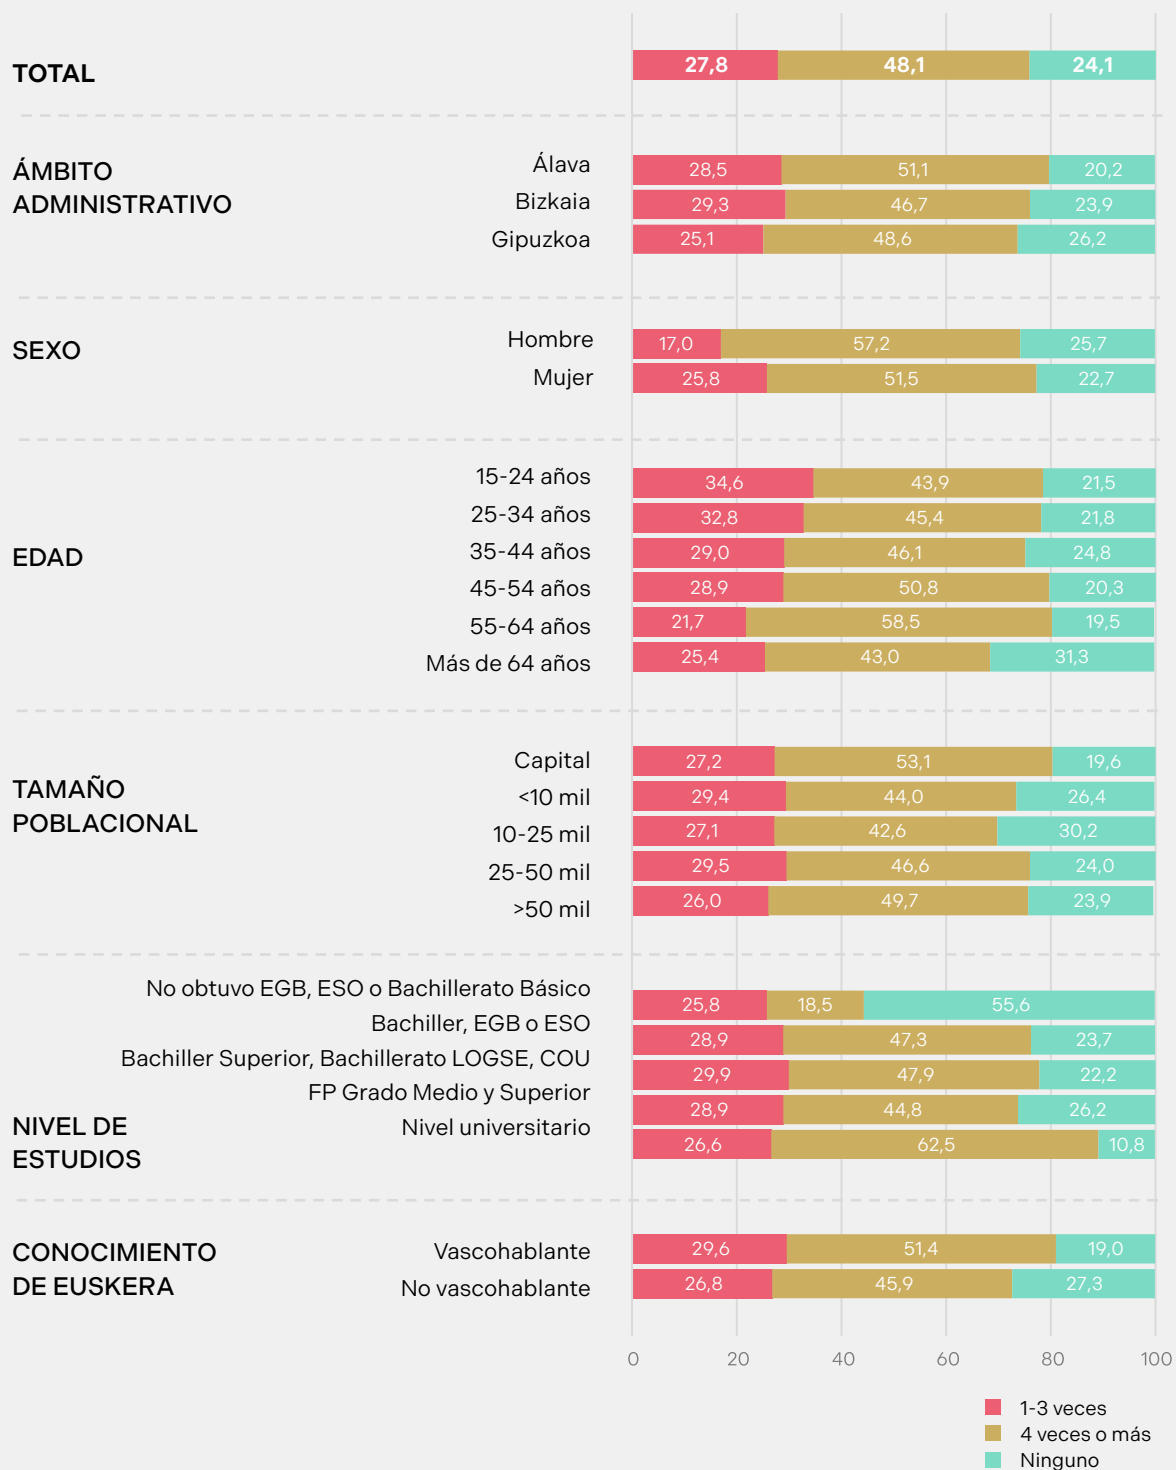 TOTAL
27,8 48,1 24,1
ÁMBITO
ADMINISTRATIVO
Álava 28,5 51,1 20,2
Bizkaia 29,3 46,7 23,9
Gipuzkoa 25,1 48,6 26,2
SEXO
Hombre 17,0 57,2 25,7
Mujer 25,8 51,5 22,7
EDAD
15-24 años 34,6 43,9 21,5
25-34 años 32,8 45,4 21,8
35-44 años 29,0 46,1 24,8
45-54 años 28,9 50,8 20,3
55-64 años 21,7 58,5 19,5
Más de 64 años 25,4 43,0 31,3
TAMAÑO
POBLACIONAL
Capital 27,2 53,1 19,6
<10 mil 29,4 44,0 26,4
10-25 mil 27,1 42,6 30,2
25-50 mil 29,5 46,6 24,0
>50 mil 26,0 49,7 23,9
NIVEL DE
ESTUDIOS
No obtuvo EGB, ESO o Bachillerato Básico 25,8 18,5 55,6
Bachiller, EGB o ESO 28,9 47,3 23,7
Bachiller Superior, Bachillerato LOGSE, COU 29,9 47,9 22,2
FP Grado Medio y Superior 28,9 44,8 26,2
Nivel universitario 26,6 62,5 10,8
CONOCIMIENTO
DE EUSKERA
Vascohablante 29,6 51,4 19,0
No vascohablante 26,8 45,9 27,3
0 20 40 60 80 100
1-3 veces
4 veces o más
Ninguno